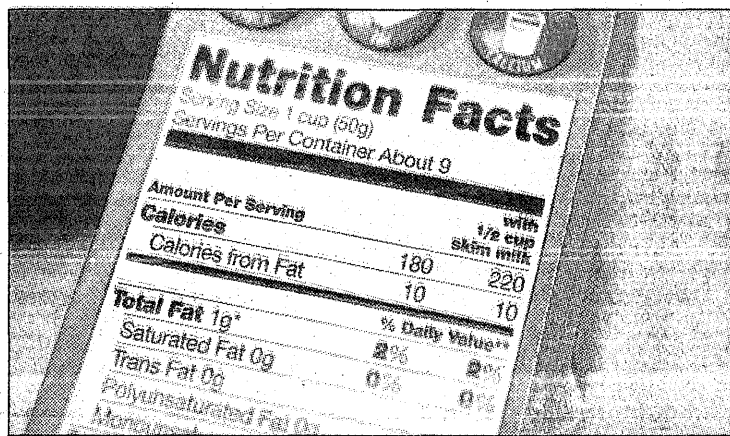 Nutrition Facts
Serving Size 1 cup (50g)
Servings Per Container About 9
Amount Per Serving
with
1/2 cup
skim milk
Calories 180 220
Calories from Fat 10 10
% Daily Value**
Total Fat 1g* 2% 2%
Saturated Fat 0g 0% 0%
Trans Fat 0g
Polyunsaturated Fat 0g